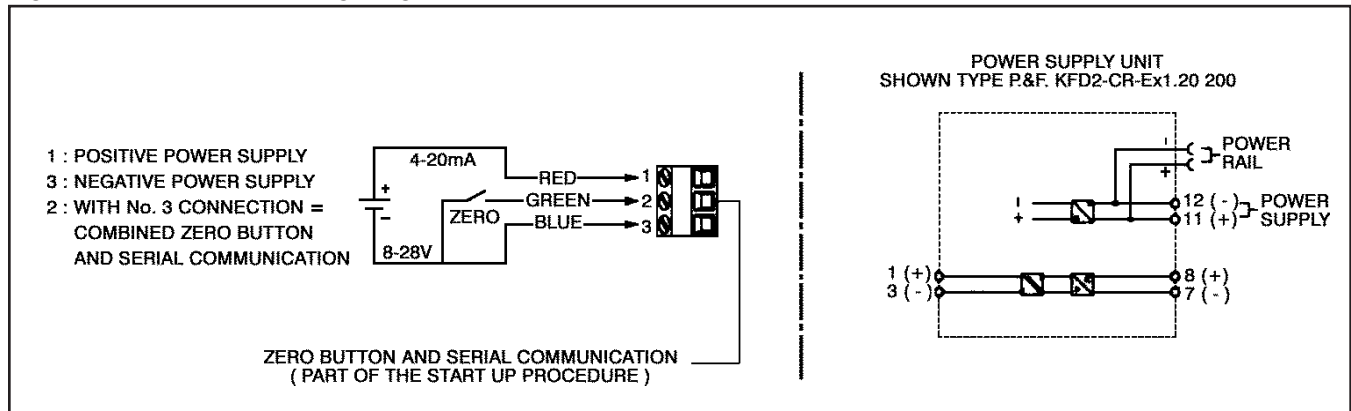 1 : POSITIVE POWER SUPPLY
3 : NEGATIVE POWER SUPPLY
2 : WITH No. 3 CONNECTION =
COMBINED ZERO BUTTON
AND SERIAL COMMUNICATION
+
−
4-20mA
ZERO
8-28V
RED
GREEN
BLUE
1
2
3
ZERO BUTTON AND SERIAL COMMUNICATION
( PART OF THE START UP PROCEDURE )
POWER SUPPLY UNIT
SHOWN TYPE P.&F. KFD2-CR-Ex1.20 200
-
+
POWER
RAIL
-
+
12 (-)
11 (+)
POWER
SUPPLY
1 (+)
3 (-)
8 (+)
7 (-)